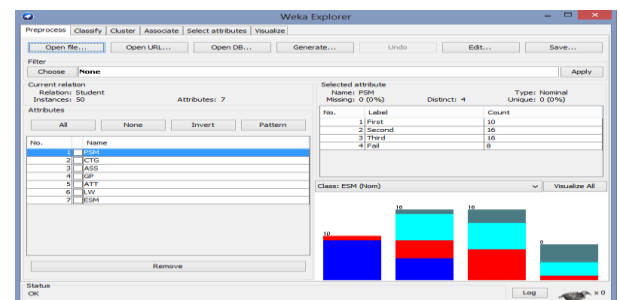 Weka Explorer
Preprocess Classify Cluster Associate Select attributes Visualize
Open file... Open URL... Open DB... Generate... Undo Edit... Save...
Filter
Choose None Apply
Current relation
Relation: Student
Instances: 50 Attributes: 7
Attributes
All None Invert Pattern
No. Name
1 PSM
2 CTG
3 ASS
4 GP
5 ATT
6 LW
7 ESM
Remove
Selected attribute
Name: PSM Type: Nominal
Missing: 0 (0%) Distinct: 4 Unique: 0 (0%)
No. Label Count
1 First 10
2 Second 16
3 Third 16
4 Fail 8
Class: ESM (Nom) Visualize All
16 16
10
8
Status
OK Log x 0